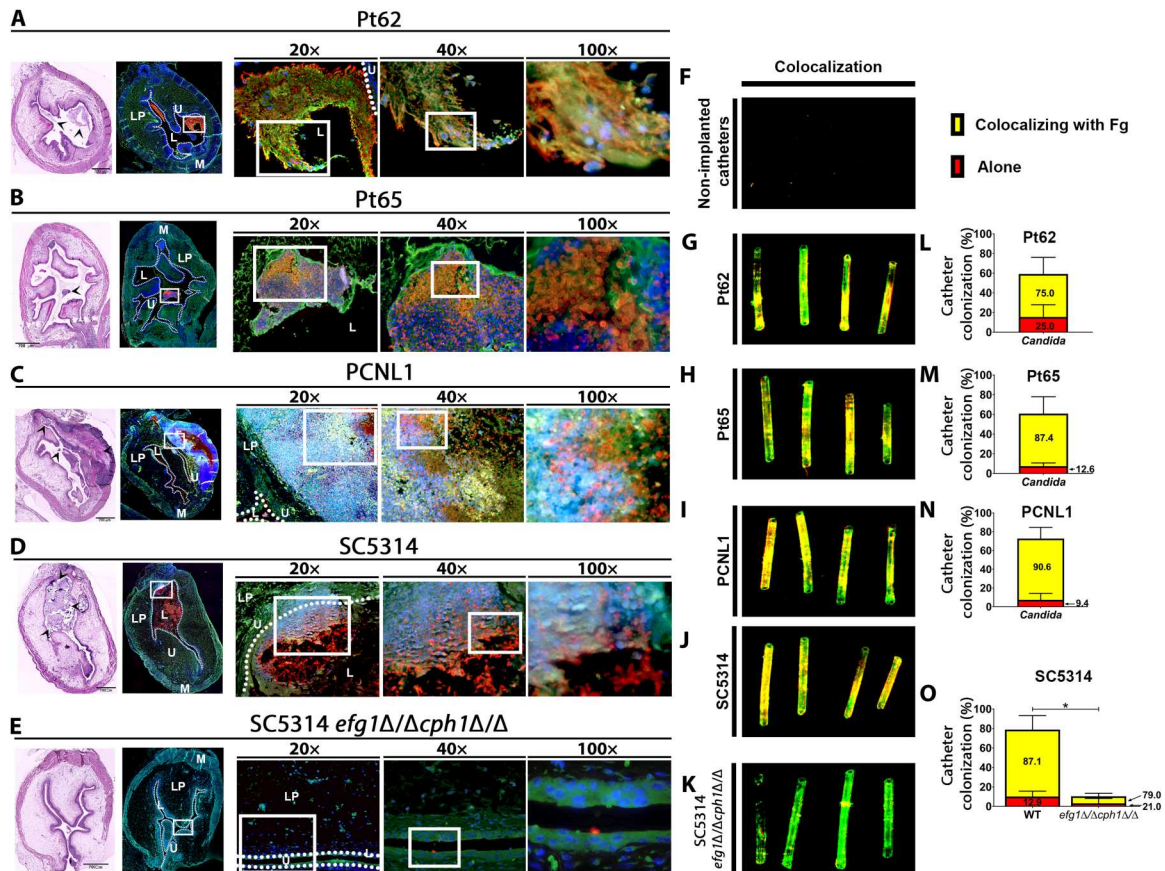 A
Pt62
20×
40×
100×
LP
U
L
M
L
U
B
Pt65
20×
40×
100×
M
LP
L
U
L
C
PCNL1
20×
40×
100×
LP
L
U
M
LP
L
U
D
SC5314
20×
40×
100×
LP
L
U
M
LP
U
L
E
SC5314 efg1Δ/Δcph1Δ/Δ
20×
40×
100×
M
LP
L
U
LP
U
L
F
Colocalization
Non-implanted
catheters
Colocalizing with Fg
Alone
G
Pt62
H
Pt65
I
PCNL1
J
SC5314
K
SC5314
efg1Δ/Δcph1Δ/Δ
L
Pt62
Catheter
colonization (%)
100
80
60
40
20
0
75.0
25.0
Candida
M
Pt65
Catheter
colonization (%)
100
80
60
40
20
0
87.4
12.6
Candida
N
PCNL1
Catheter
colonization (%)
100
80
60
40
20
0
90.6
9.4
Candida
O
SC5314
Catheter
colonization (%)
100
80
60
40
20
0
*
87.1
12.9
79.0
21.0
WT
efg1Δ/Δcph1Δ/Δ